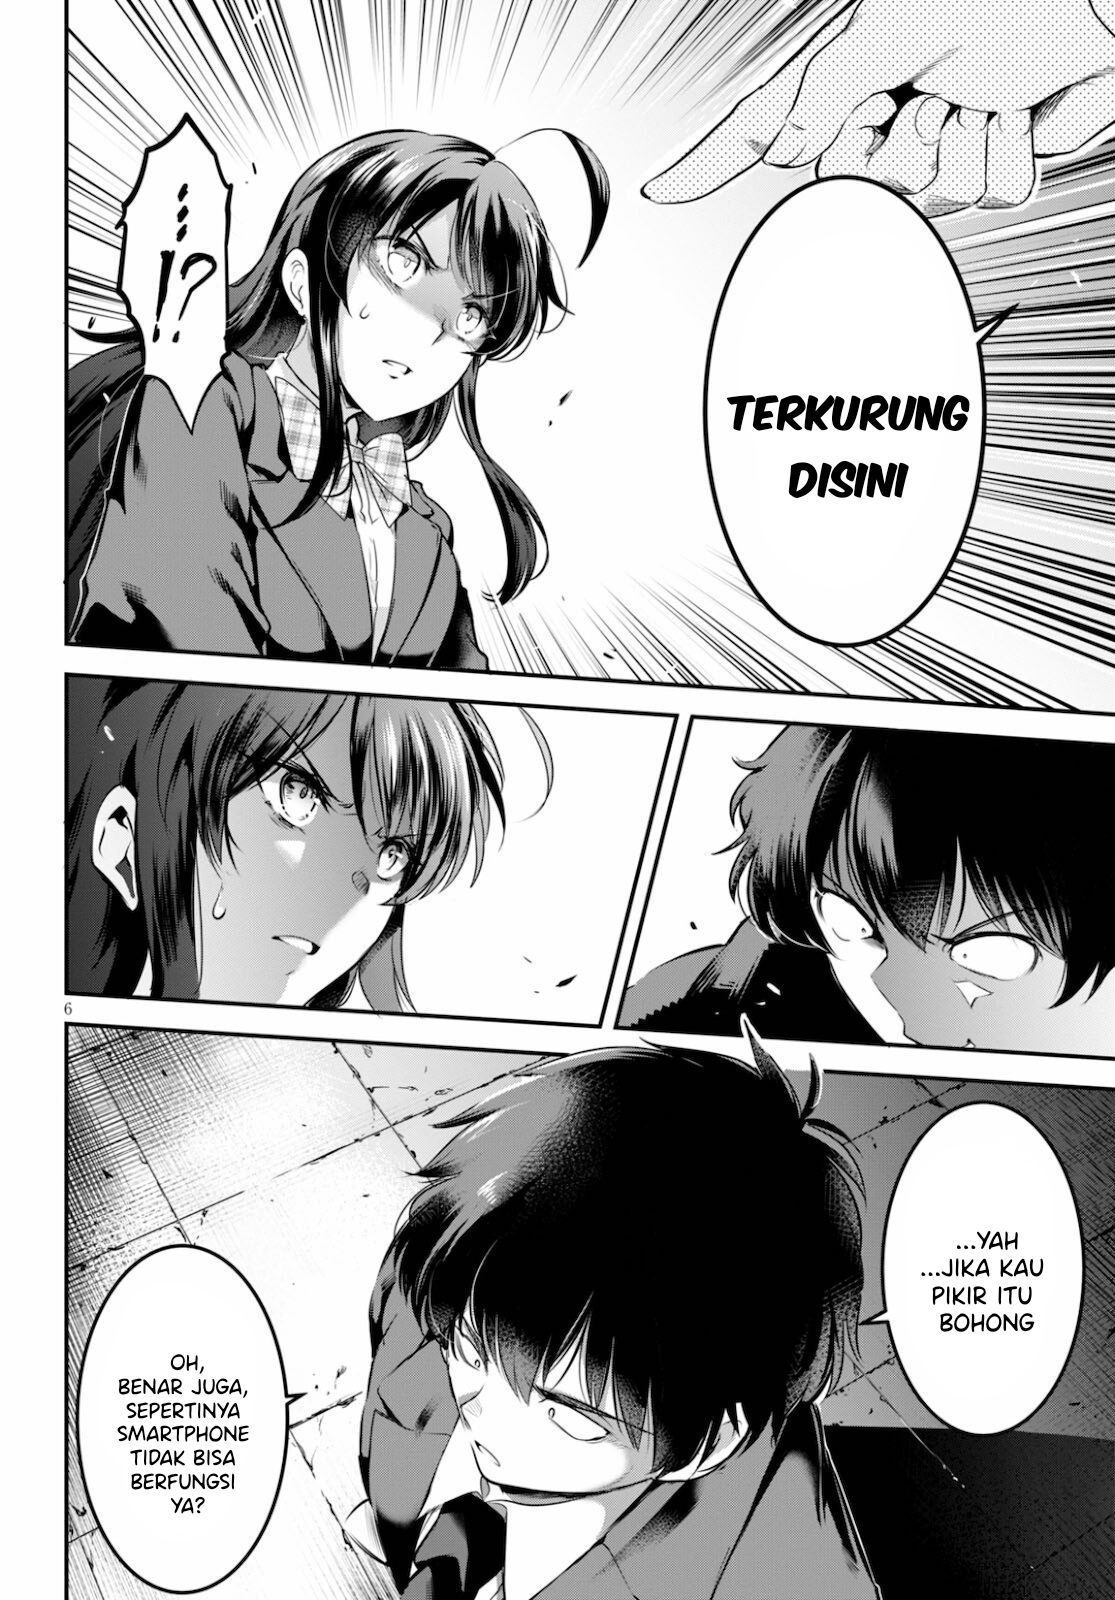 TERKURUNG
DISINI
...!?
6
...YAH
...JIKA KAU
PIKIR ITU
BOHONG
OH,
BENAR JUGA,
SEPERTINYA
SMARTPHONE
TIDAK BISA
BERFUNGSI
YA?